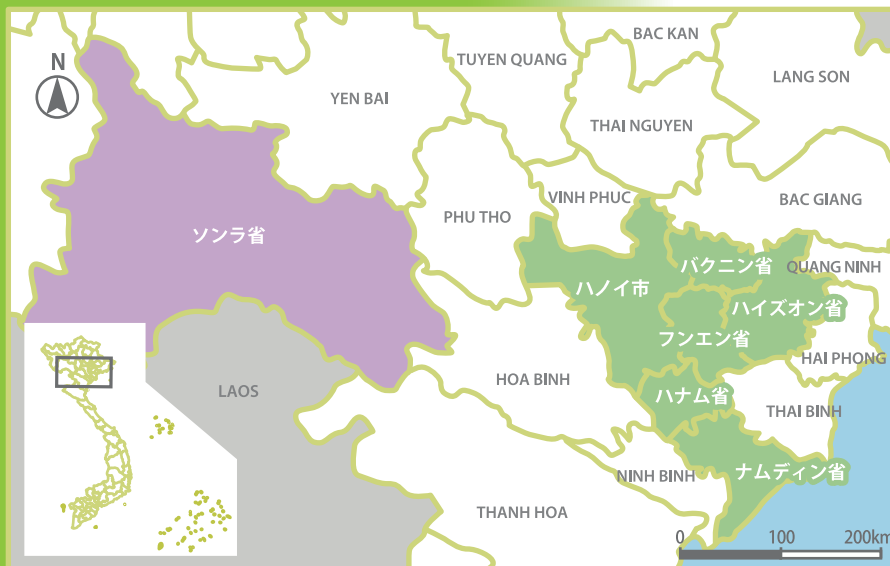 BAC KAN
TUYEN QUANG
N
LANG SON
YEN BAI
THAI NGUYEN
VINH PHUC
BAC GIANG
PHU THO
ソンラ省
バクニン省
QUANG NINH
ハノイ市
ハイズオン省
フンエン省
HAI PHONG
HOA BINH
LAOS
ハナム省
THAI BINH
NINH BINH
ナムディン省
THANH HOA
0 100 200km